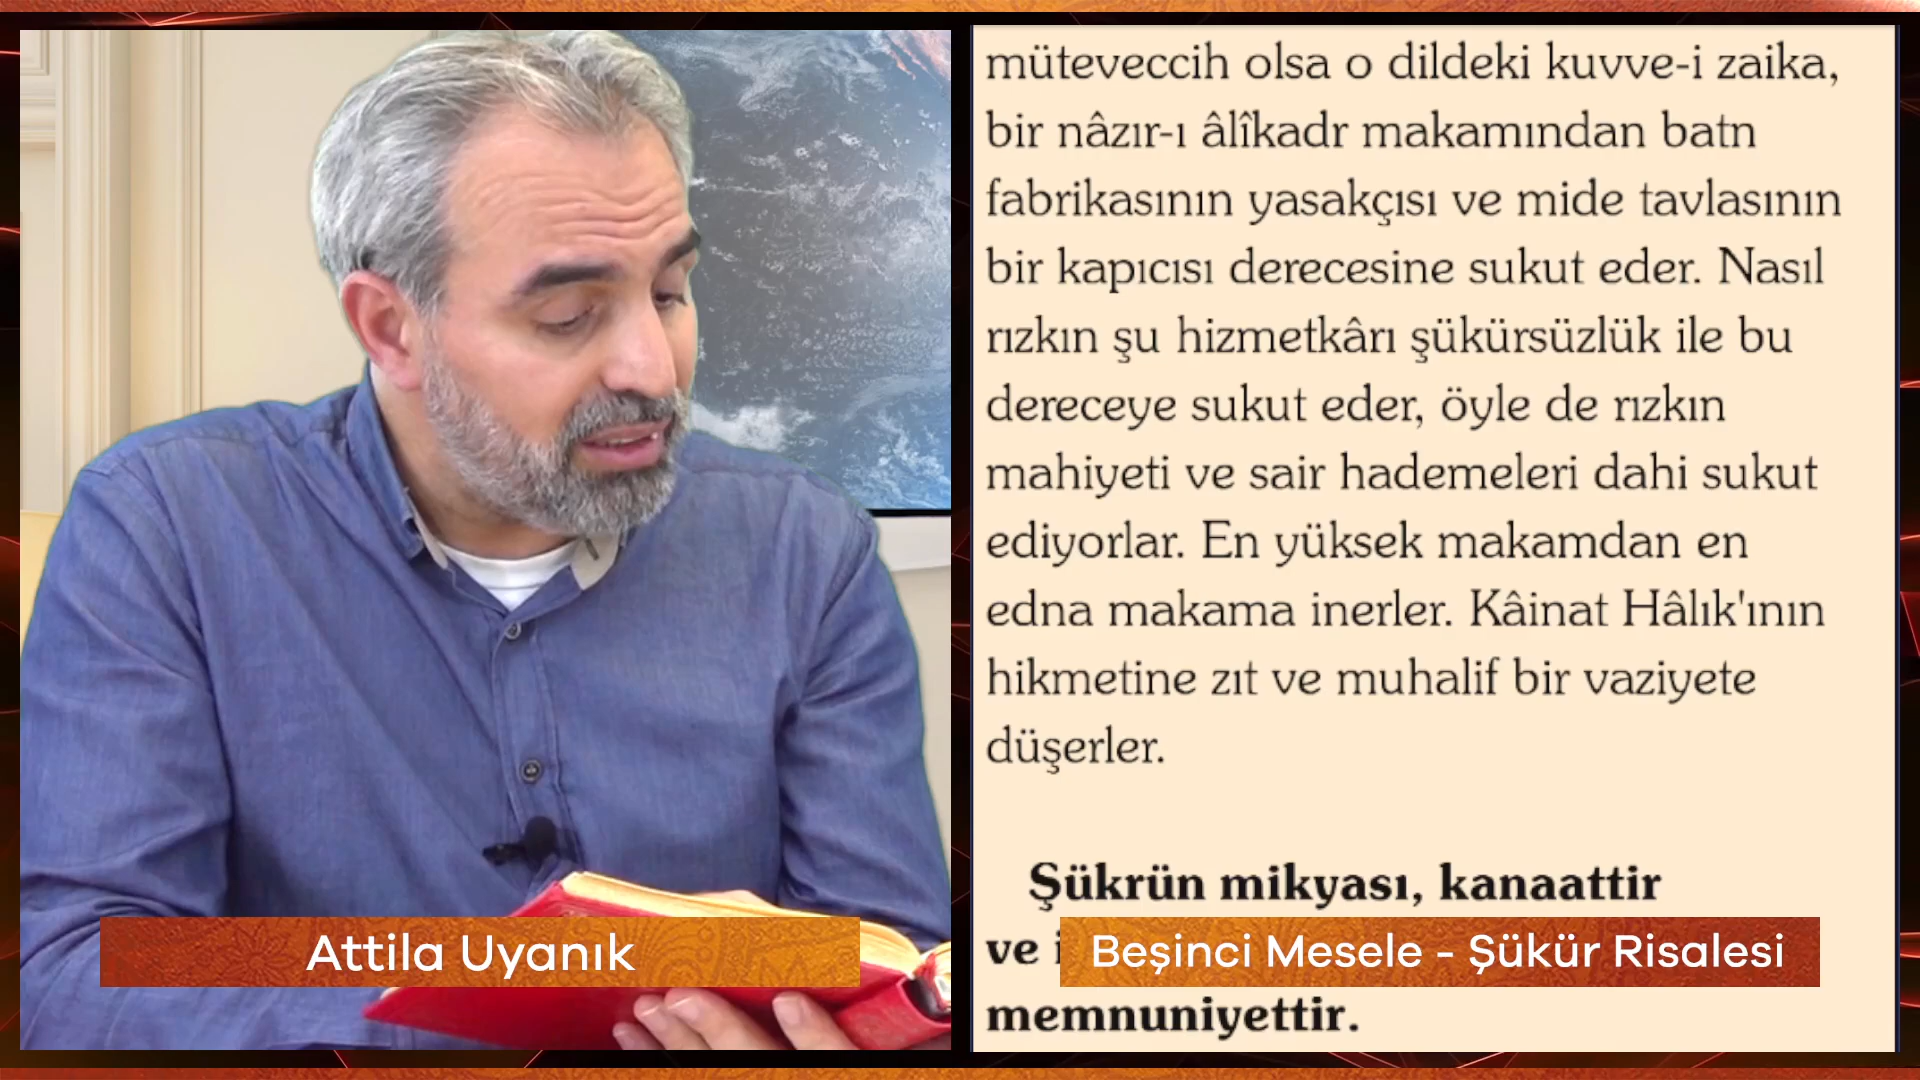 müteveccih olsa o dildeki kuvve-i zaika,
bir nâzır-ı âlîkadr makamından batn
fabrikasının yasakçısı ve mide tavlasının
bir kapıcısı derecesine sukut eder. Nasıl
rızkın şu hizmetkârı şükürsüzlük ile bu
dereceye sukut eder, öyle de rızkın
mahiyeti ve sair hademeleri dahi sukut
ediyorlar. En yüksek makamdan en
edna makama inerler. Kâinat Hâlık'ının
hikmetine zıt ve muhalif bir vaziyete
düşerler.
Şükrün mikyası, kanaattir
ve
memnuniyettir.
Attila Uyanık
Beşinci Mesele - Şükür Risalesi